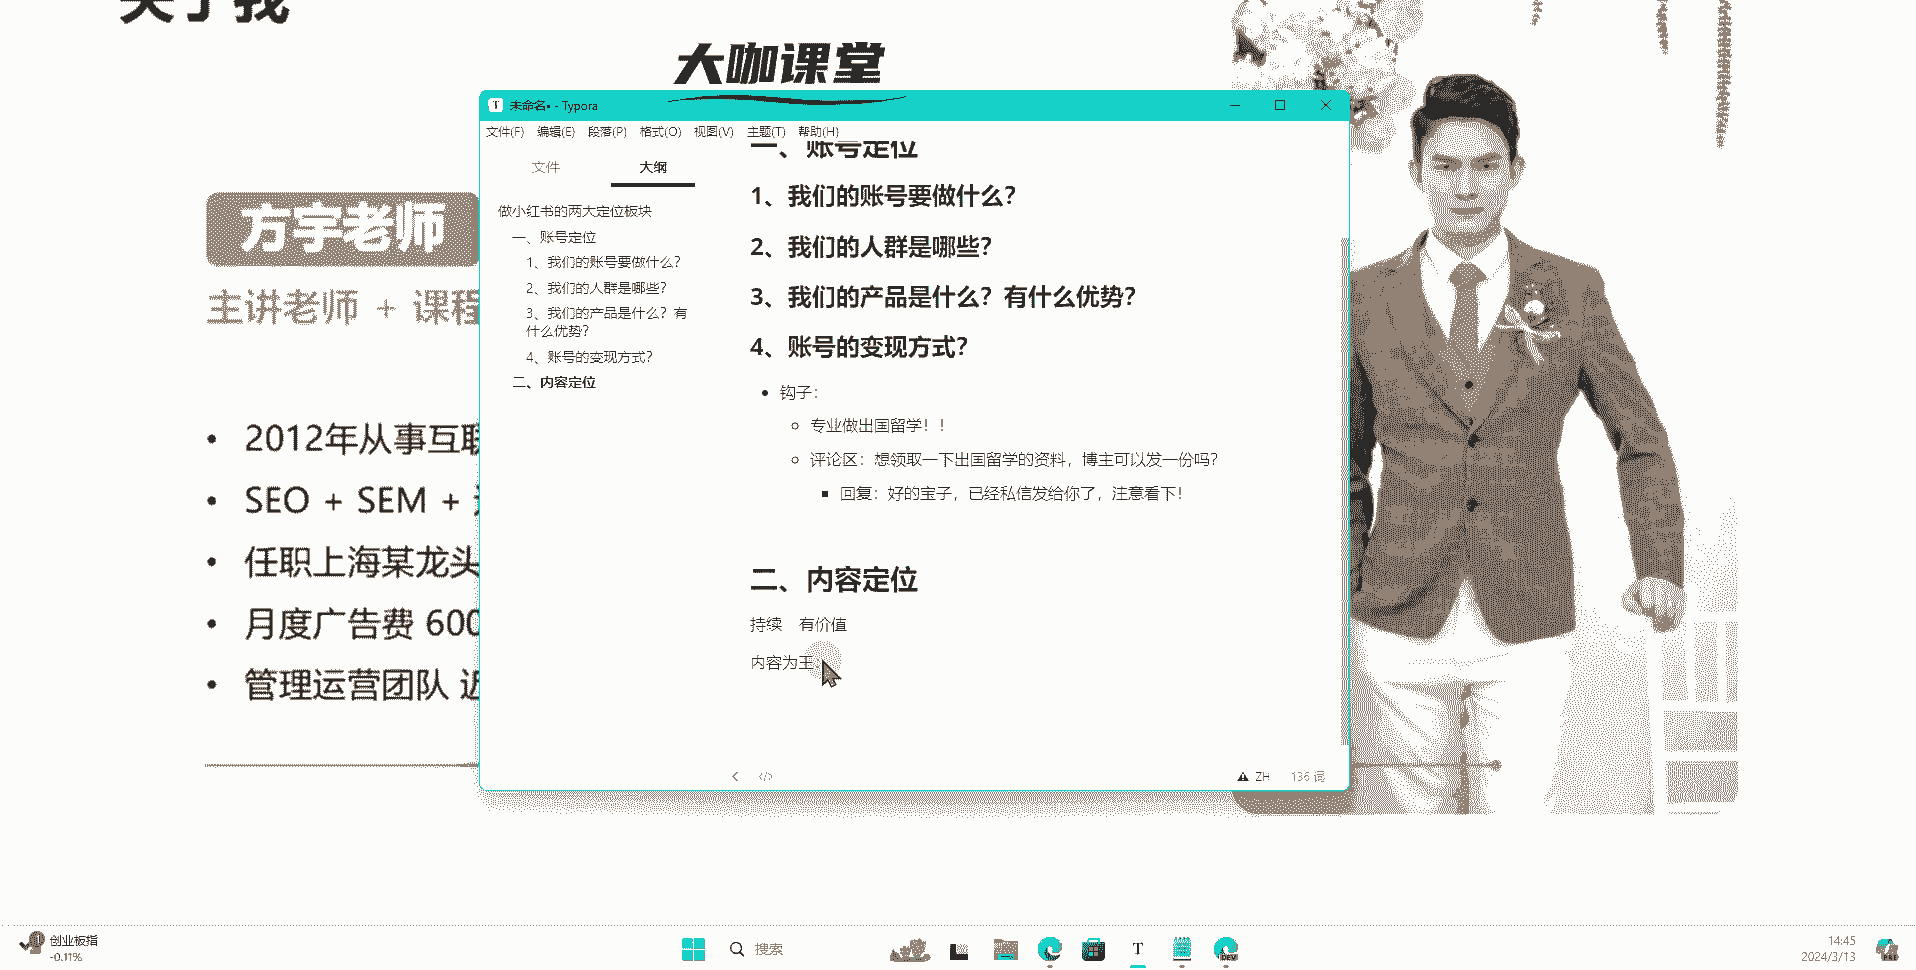 关于我
大咖课堂
未命名• - Typora
文件(F) 编辑(E) 段落(P) 格式(O) 视图(V) 主题(T) 帮助(H)
文件 大纲
做小红书的两大定位板块
一、账号定位
1、我们的账号要做什么？
2、我们的人群是哪些？
3、我们的产品是什么？有
什么优势？
4、账号的变现方式？
二、内容定位
一、账号定位
1、我们的账号要做什么？
2、我们的人群是哪些？
3、我们的产品是什么？有什么优势？
4、账号的变现方式？
钩子：
专业做出国留学！！
评论区：想领取一下出国留学的资料，博主可以发一份吗？
回复：好的宝子，已经私信发给你了，注意看下！
二、内容定位
持续 有价值
内容为王
ZH 136 词
方宇老师
主讲老师 + 课程
• 2012年从事互联
• SEO + SEM +
• 任职上海某龙头
• 月度广告费 600
• 管理运营团队 近
1
创业板指
-0.11%
搜索
T
DEV
14:45
2024/3/13
PRE